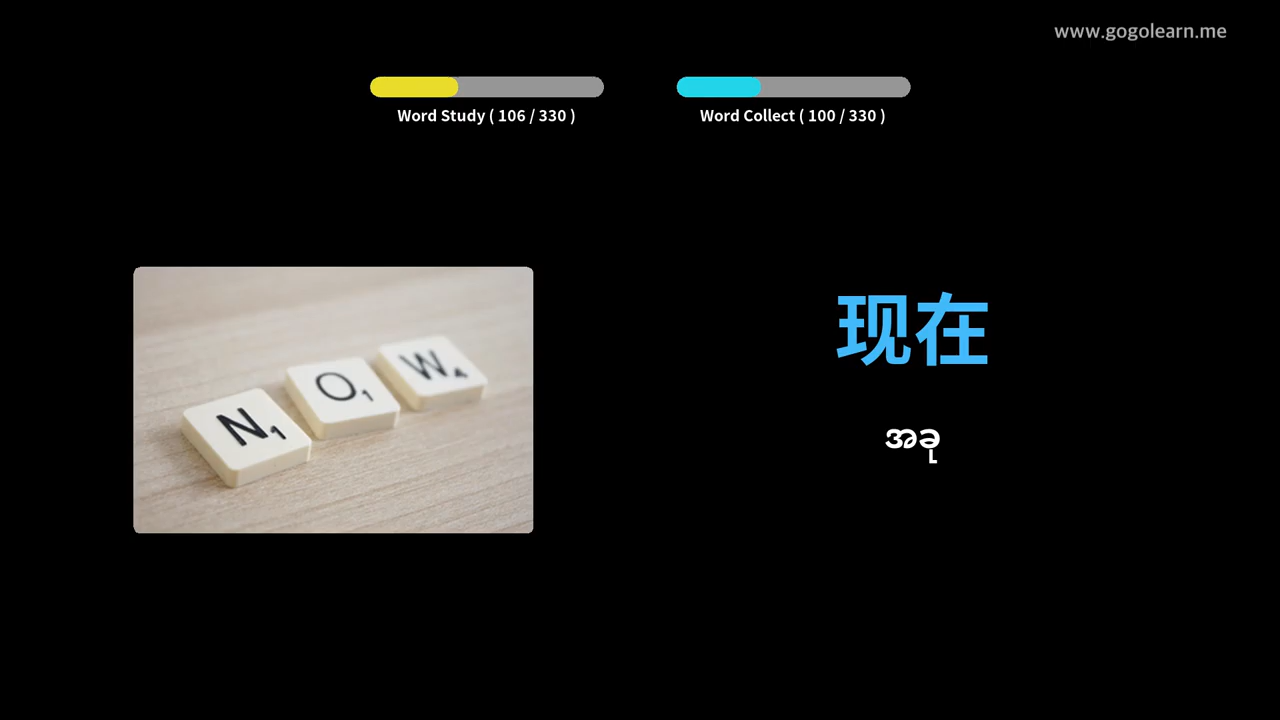 www.gogolearn.me
Word Study ( 106 / 330 )
Word Collect ( 100 / 330 )
N1 O1 W4
现在
အခု